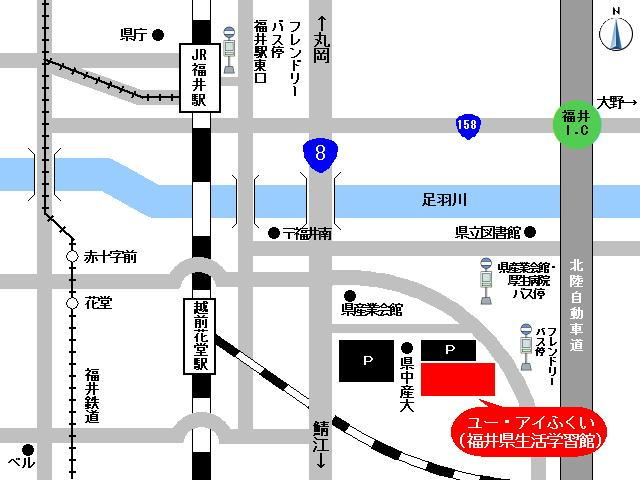 N
県庁
JR福井駅
福井駅東口
バス停
フレンドリー
↑丸岡
大野→
福井
I.C
158
8
足羽川
〒福井南
県立図書館
赤十字前
花堂
県産業会館・
厚生病院
バス停
北陸自動車道
県産業会館
越前花堂駅
フレンドリー
バス停
P
P
県中産大
福井鉄道
ユー・アイふくい
(福井県生活学習館)
鯖江↓
ベル